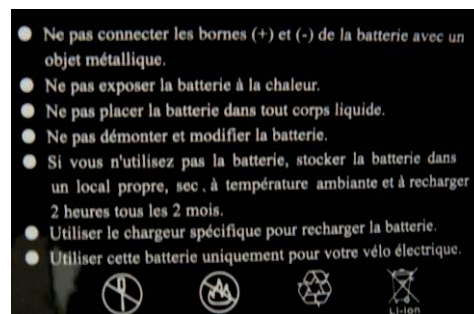 ● Ne pas connecter les bornes (+) et (-) de la batterie avec un
objet métallique.
● Ne pas exposer la batterie à la chaleur.
● Ne pas placer la batterie dans tout corps liquide.
● Ne pas démonter et modifier la batterie.
● Si vous n'utilisez pas la batterie, stocker la batterie dans
un local propre, sec , à température ambiante et à recharger
2 heures tous les 2 mois.
● Utiliser le chargeur spécifique pour recharger la batterie.
● Utiliser cette batterie uniquement pour votre vélo électrique.
Li-Ion